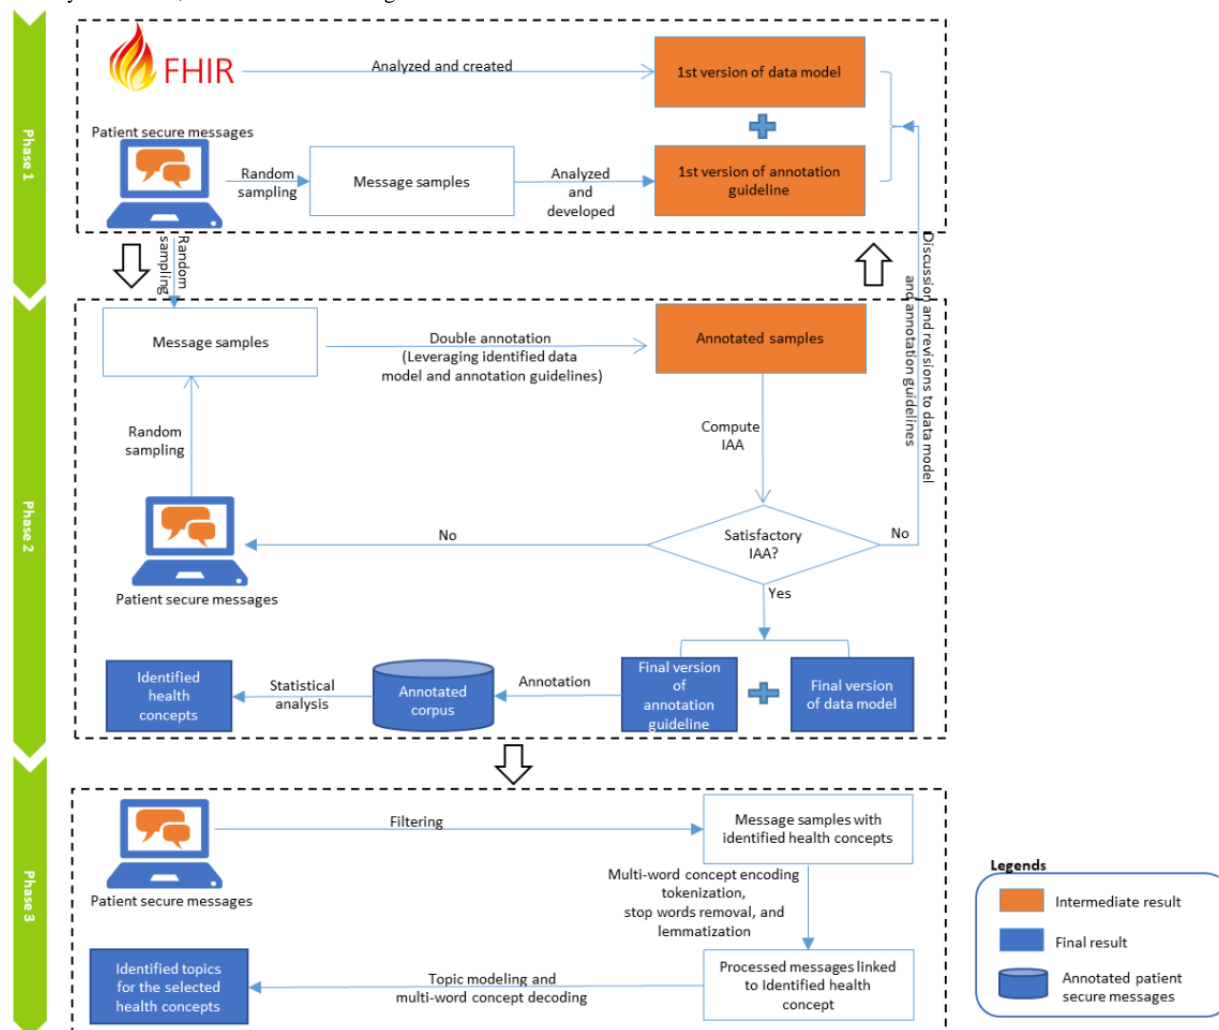 FHIR
Analyzed and created
1st version of data model
Phase 1
Patient secure messages
Random
sampling
Message samples
Analyzed
and
developed
1st version of annotation
guideline
Random
sampling
Discussion and revisions to data model
and annotation guidelines
Phase 2
Message samples
Double annotation
(Leveraging identified data
model and annotation guidelines)
Annotated samples
Random
sampling
Compute
IAA
Patient secure messages
No
Satisfactory
IAA?
No
Yes
Identified
health
concepts
Statistical
analysis
Annotated
corpus
Annotation
Final version
of
annotation
guideline
Final version
of data model
Phase 3
Patient secure messages
Filtering
Message samples with
identified health concepts
Multi-word concept encoding
tokenization,
stop words removal, and
lemmatization
Identified topics
for the selected
health concepts
Topic modeling and
multi-word concept decoding
Processed messages linked
to Identified health
concept
Legends
Intermediate result
Final result
Annotated patient
secure messages